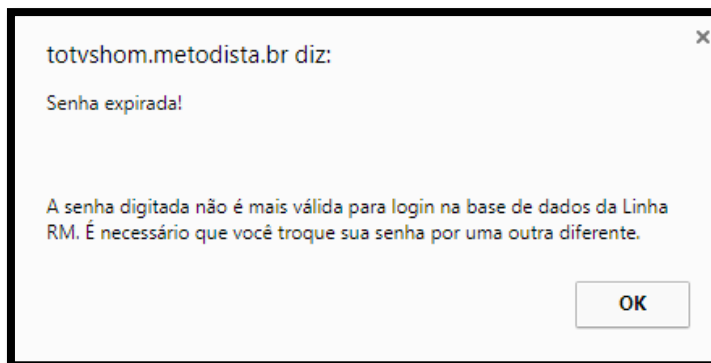 totvshom.metodista.br diz:
Senha expirada!
A senha digitada não é mais válida para login na base de dados da Linha
RM. É necessário que você troque sua senha por uma outra diferente.
OK